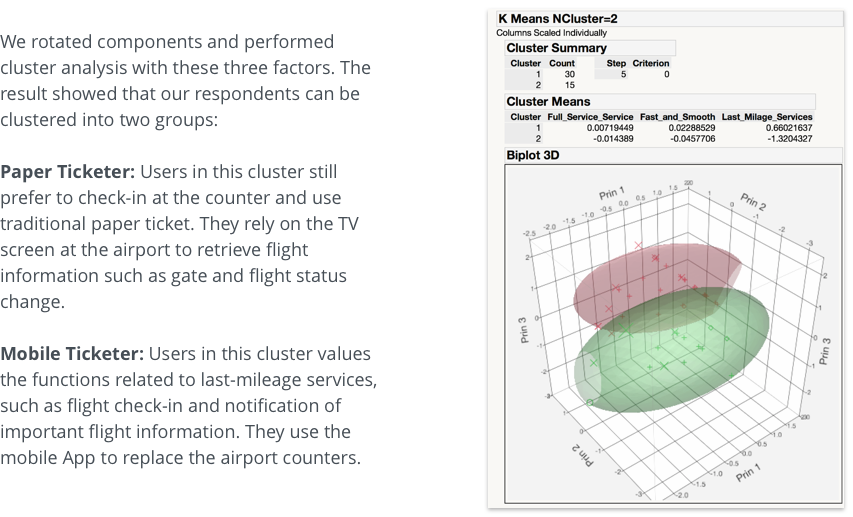 We rotated components and performed
cluster analysis with these three factors. The
result showed that our respondents can be
clustered into two groups:
Paper Ticketer: Users in this cluster still
prefer to check-in at the counter and use
traditional paper ticket. They rely on the TV
screen at the airport to retrieve flight
information such as gate and flight status
change.
Mobile Ticketer: Users in this cluster values
the functions related to last-mileage services,
such as flight check-in and notification of
important flight information. They use the
mobile App to replace the airport counters.
K Means NCluster=2
Columns Scaled Individually
Cluster Summary
Cluster Count Step Criterion
1 30 5 0
2 15
Cluster Means
Cluster Full_Service_Service Fast_and_Smooth Last_Milage_Services
1 0.00719449 0.02288529 0.66021637
2 -0.014389 -0.0457706 -1.3204327
Biplot 3D
Prin 1
Prin 2
-2.5 -2.0 -1.5 -1.0 -0.5 0.0 0.5 1.0 1.5
1 0 -1 -2 -3
2 1 0 -1 -2 -3
Prin 3
2 1 0 -1 -2
Prin 3
1 0 -1 -2 -3
Prin 2
-2.0 -1.5 -1.0 -0.5 0.0 0.5 1.0 1.5
Prin 1